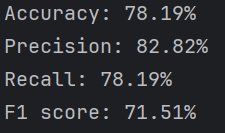 Accuracy: 78.19%
Precision: 82.82%
Recall: 78.19%
F1 score: 71.51%